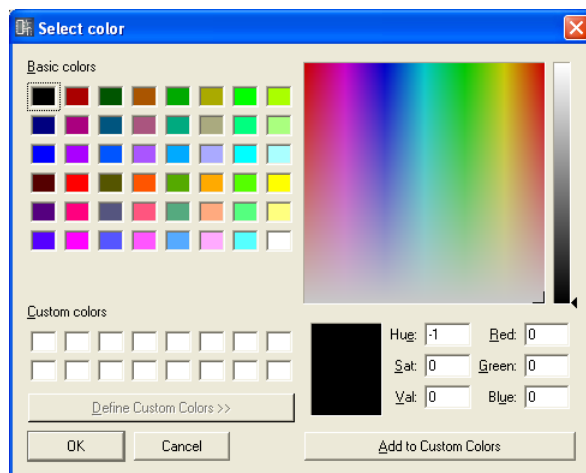 Select color
Basic colors
Custom colors
Define Custom Colors >>
OK
Cancel
Hue: -1
Red: 0
Sat: 0
Green: 0
Val: 0
Blue: 0
Add to Custom Colors